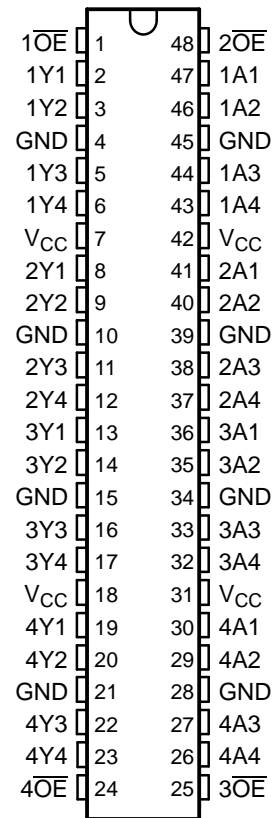 1O̅E̅ 1 48 2O̅E̅
1Y1 2 47 1A1
1Y2 3 46 1A2
GND 4 45 GND
1Y3 5 44 1A3
1Y4 6 43 1A4
VCC 7 42 VCC
2Y1 8 41 2A1
2Y2 9 40 2A2
GND 10 39 GND
2Y3 11 38 2A3
2Y4 12 37 2A4
3Y1 13 36 3A1
3Y2 14 35 3A2
GND 15 34 GND
3Y3 16 33 3A3
3Y4 17 32 3A4
VCC 18 31 VCC
4Y1 19 30 4A1
4Y2 20 29 4A2
GND 21 28 GND
4Y3 22 27 4A3
4Y4 23 26 4A4
4O̅E̅ 24 25 3O̅E̅